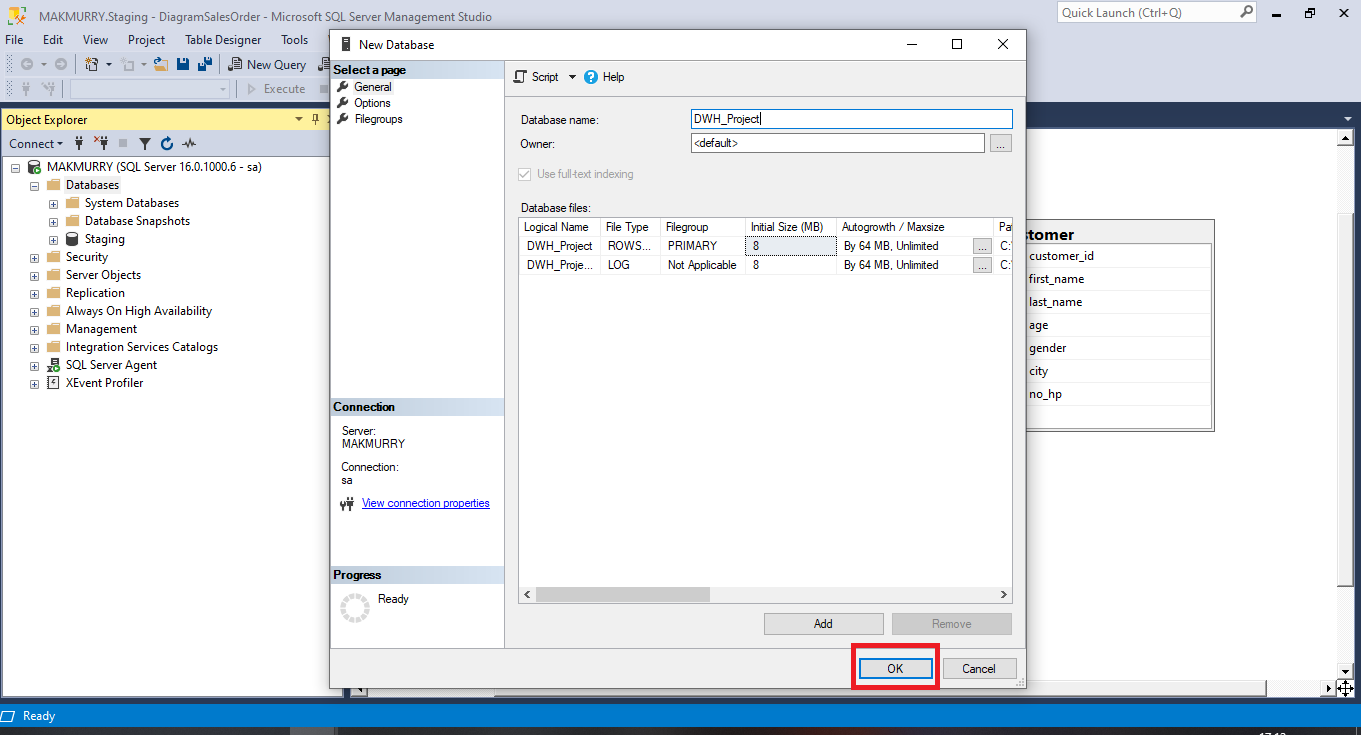 MAKMURRY.Staging - DiagramSalesOrder - Microsoft SQL Server Management Studio
Quick Launch (Ctrl+Q)
File Edit View Project Table Designer Tools
New Query
Execute
Object Explorer
Connect
MAKMURRY (SQL Server 16.0.1000.6 - sa)
Databases
System Databases
Database Snapshots
Staging
Security
Server Objects
Replication
Always On High Availability
Management
Integration Services Catalogs
SQL Server Agent
XEvent Profiler
New Database
Select a page
General
Options
Filegroups
Connection
Server:
MAKMURRY
Connection:
sa
View connection properties
Progress
Ready
Script Help
Database name: DWH_Project
Owner: <default> ...
Use full-text indexing
Database files:
Logical Name File Type Filegroup Initial Size (MB) Autogrowth / Maxsize Pa
DWH_Project ROWS... PRIMARY 8 By 64 MB, Unlimited ... C:\
DWH_Proje... LOG Not Applicable 8 By 64 MB, Unlimited ... C:\
Add Remove
OK Cancel
stomer
customer_id
first_name
last_name
age
gender
city
no_hp
Ready